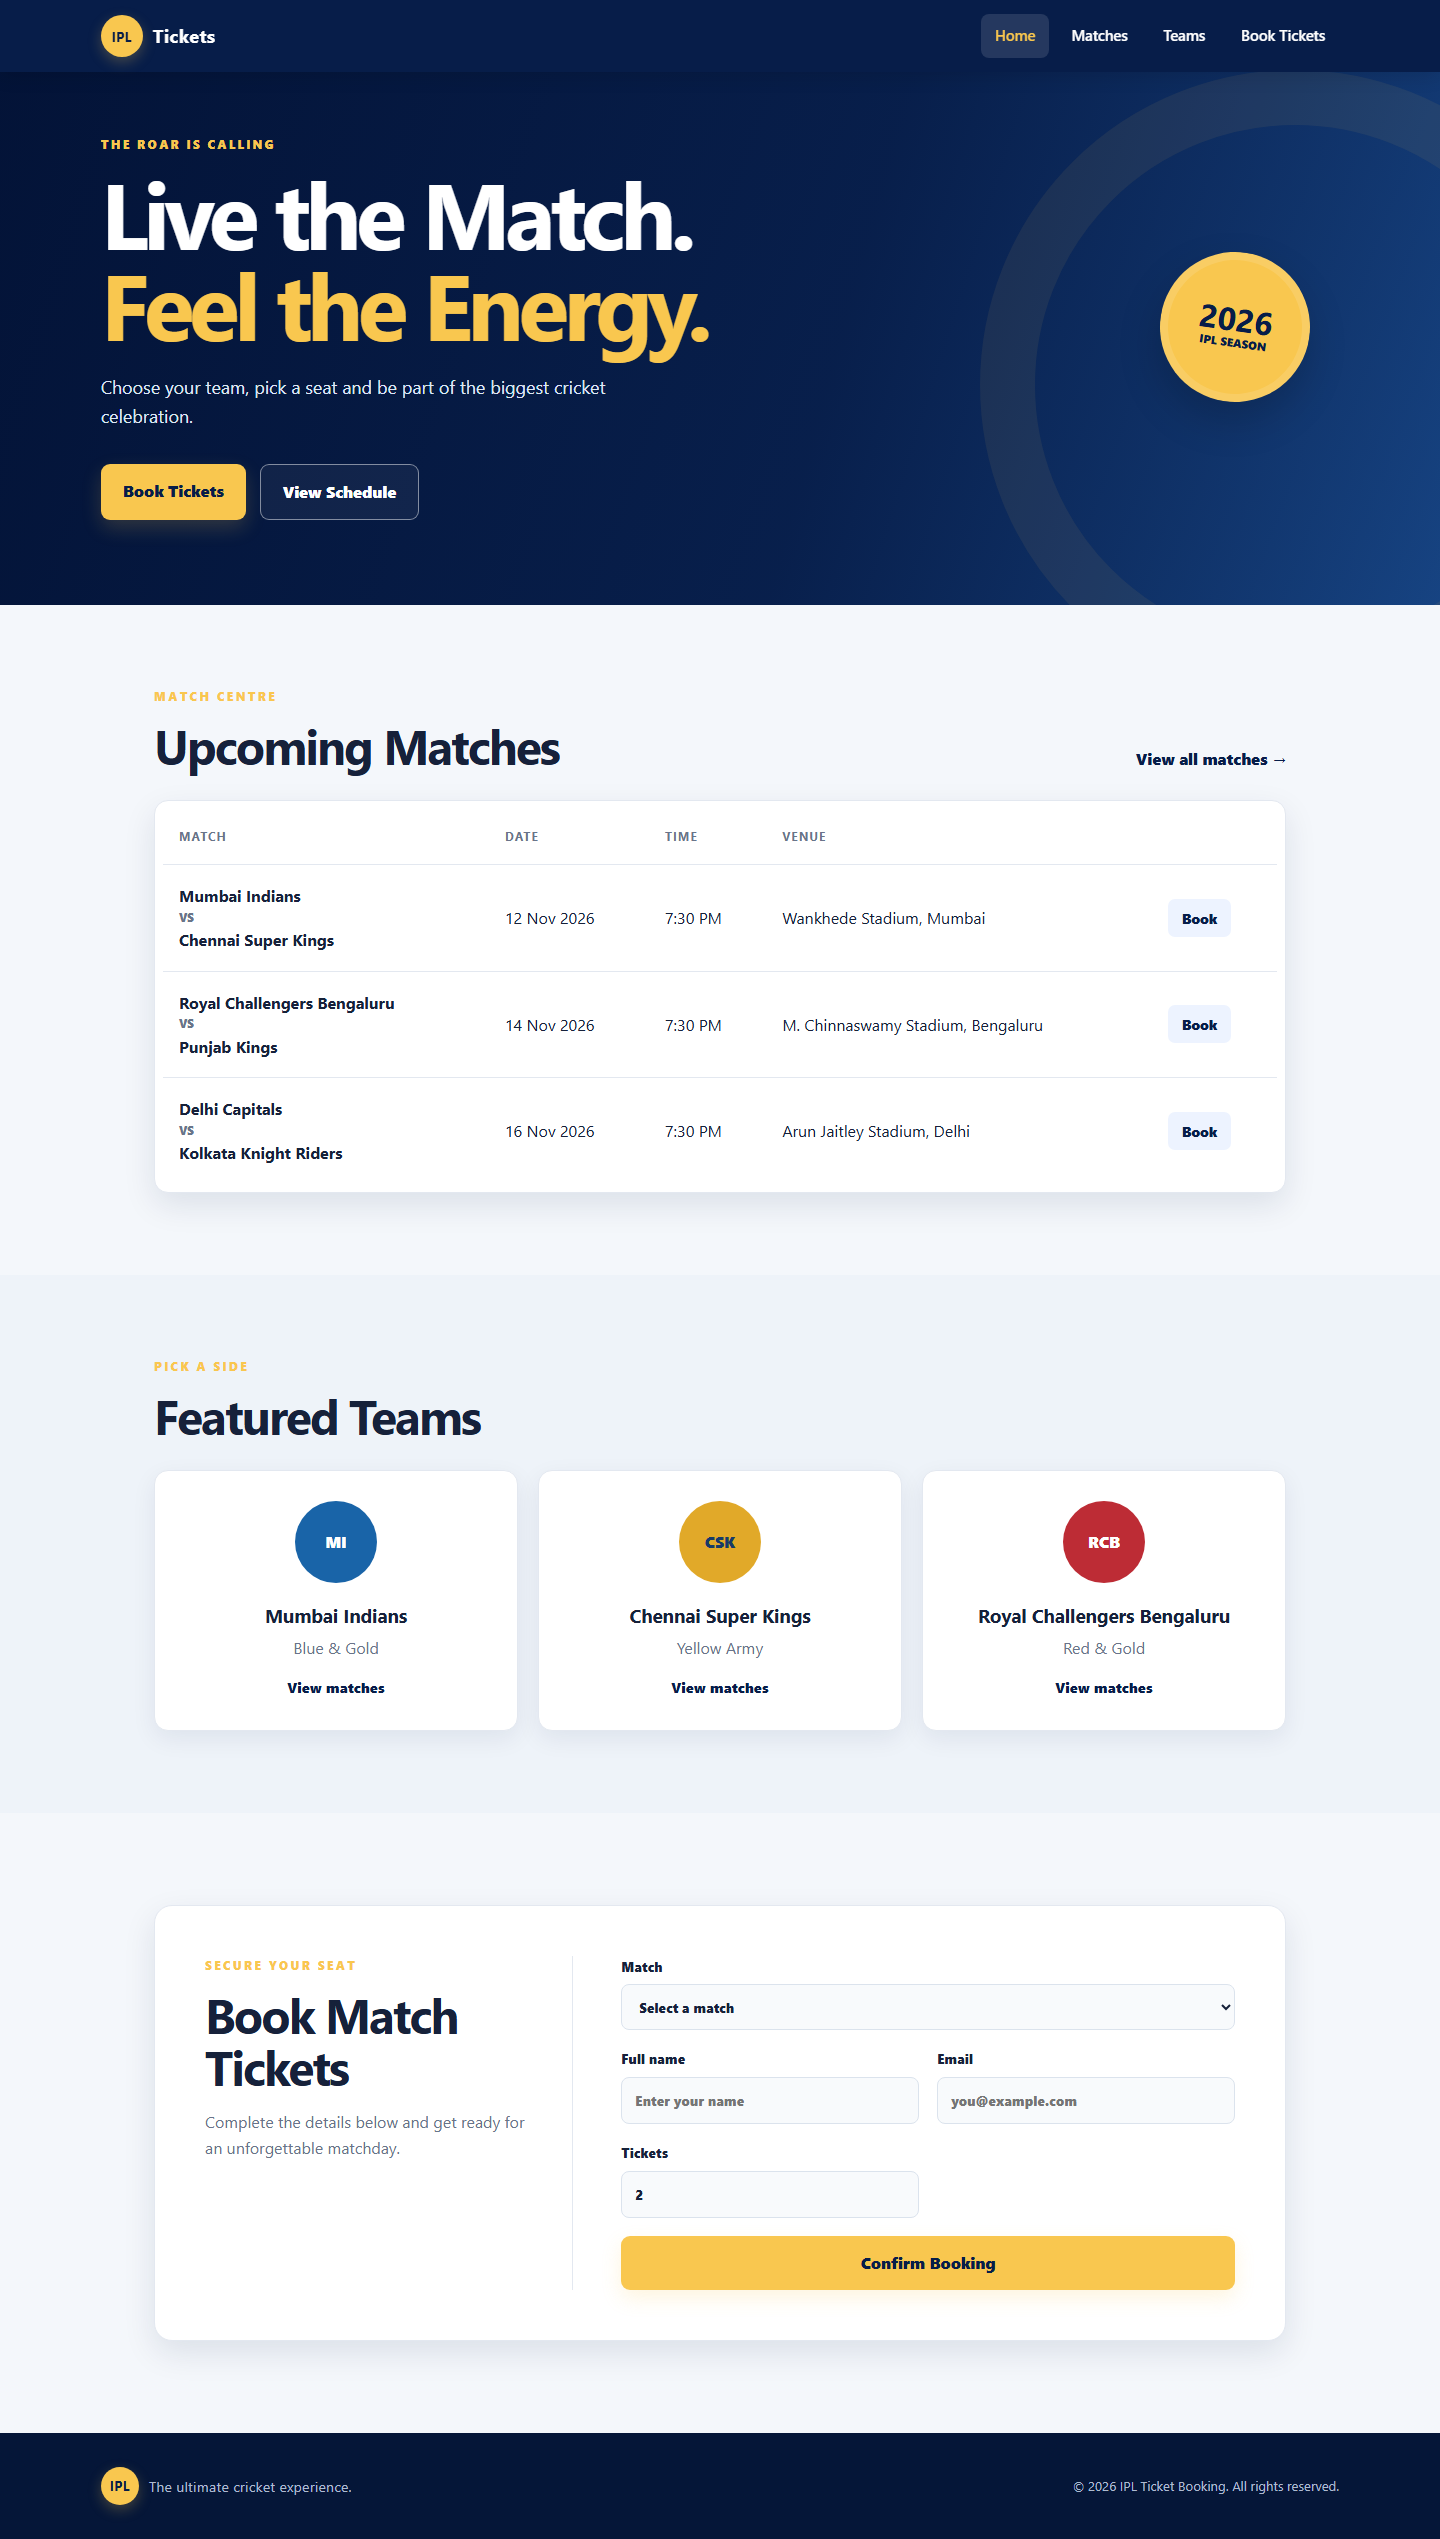 IPL Tickets Home Matches Teams Book Tickets
THE ROAR IS CALLING
Live the Match.
Feel the Energy.
2026
IPL SEASON
Choose your team, pick a seat and be part of the biggest cricket
celebration.
Book Tickets View Schedule
MATCH CENTRE
Upcoming Matches
View all matches →
MATCH DATE TIME VENUE
Mumbai Indians
VS
Chennai Super Kings
12 Nov 2026 7:30 PM Wankhede Stadium, Mumbai Book
Royal Challengers Bengaluru
VS
Punjab Kings
14 Nov 2026 7:30 PM M. Chinnaswamy Stadium, Bengaluru Book
Delhi Capitals
VS
Kolkata Knight Riders
16 Nov 2026 7:30 PM Arun Jaitley Stadium, Delhi Book
PICK A SIDE
Featured Teams
MI
Mumbai Indians
Blue & Gold
View matches
CSK
Chennai Super Kings
Yellow Army
View matches
RCB
Royal Challengers Bengaluru
Red & Gold
View matches
SECURE YOUR SEAT
Book Match
Tickets
Complete the details below and get ready for
an unforgettable matchday.
Match
Select a match
Full name
Enter your name
Email
you@example.com
Tickets
2
Confirm Booking
IPL The ultimate cricket experience.
© 2026 IPL Ticket Booking. All rights reserved.